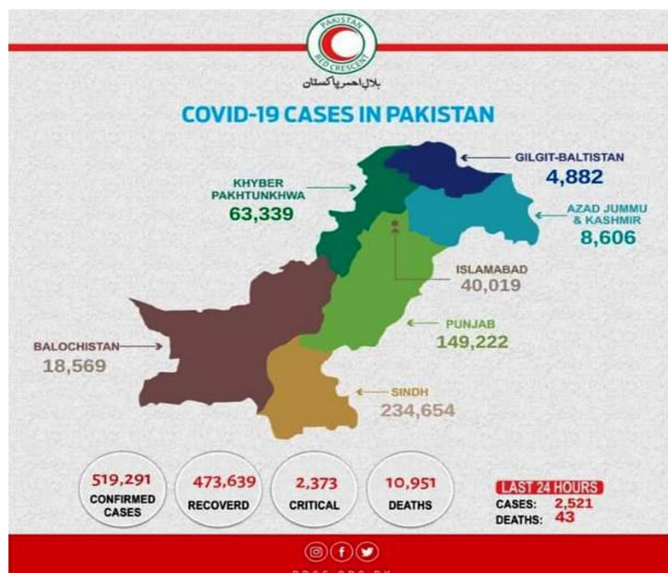 PAKISTAN
RED CRESCENT
ہلالِ احمر پاکستان
COVID-19 CASES IN PAKISTAN
GILGIT-BALTISTAN
4,882
KHYBER
PAKHTUNKHWA
63,339
AZAD JUMMU
& KASHMIR
8,606
ISLAMABAD
40,019
PUNJAB
149,222
BALOCHISTAN
18,569
SINDH
234,654
519,291
CONFIRMED
CASES
473,639
RECOVERD
2,373
CRITICAL
10,951
DEATHS
LAST 24 HOURS
CASES: 2,521
DEATHS: 43